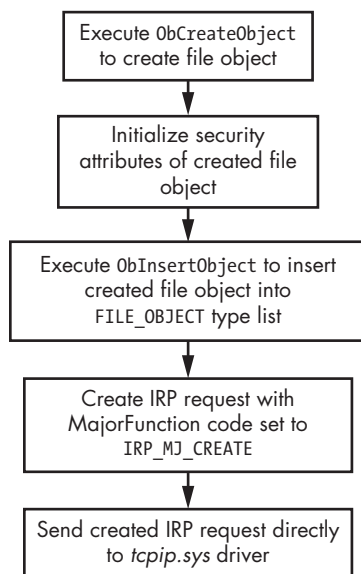 Execute ObCreateObject
to create file object
Initialize security
attributes of created file
object
Execute ObInsertObject to insert
created file object into
FILE_OBJECT type list
Create IRP request with
MajorFunction code set to
IRP_MJ_CREATE
Send created IRP request directly
to tcpip.sys driver